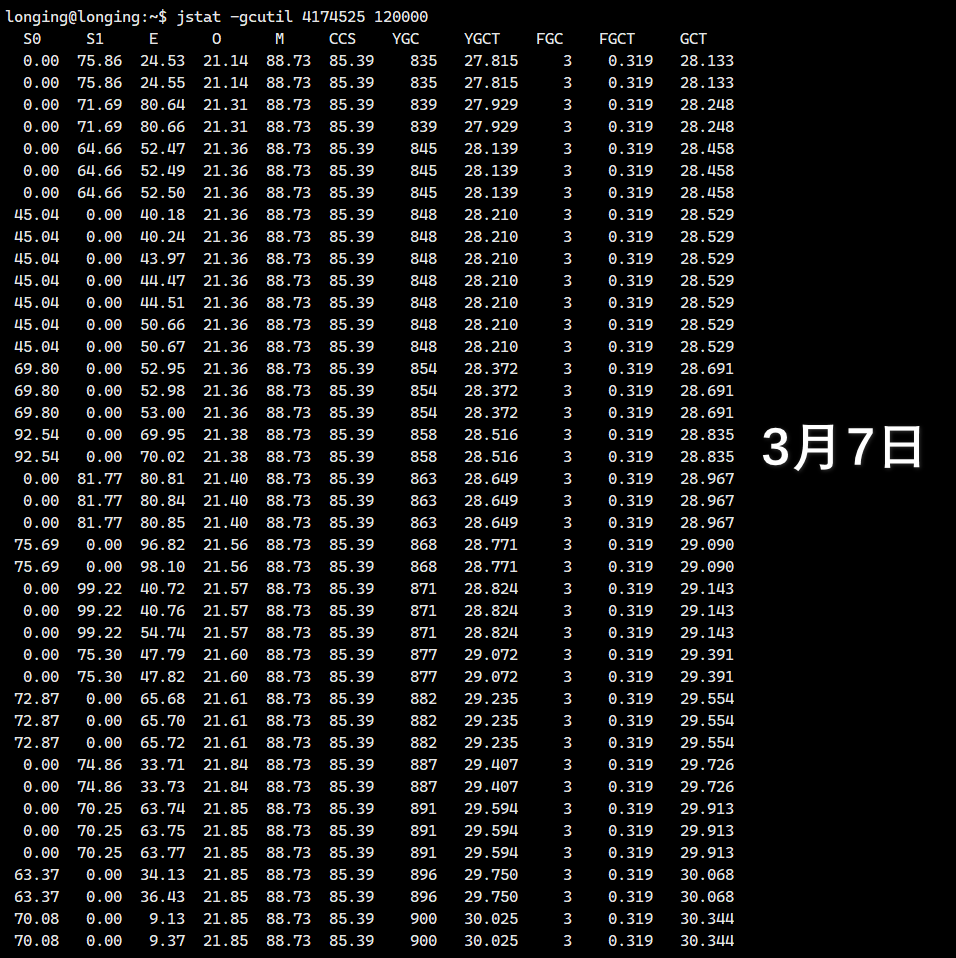 longing@longing:~$ jstat -gcutil 4174525 120000
S0 S1 E O M CCS YGC YGCT FGC FGCT GCT
0.00 75.86 24.53 21.14 88.73 85.39 835 27.815 3 0.319 28.133
0.00 75.86 24.55 21.14 88.73 85.39 835 27.815 3 0.319 28.133
0.00 71.69 80.64 21.31 88.73 85.39 839 27.929 3 0.319 28.248
0.00 71.69 80.66 21.31 88.73 85.39 839 27.929 3 0.319 28.248
0.00 64.66 52.47 21.36 88.73 85.39 845 28.139 3 0.319 28.458
0.00 64.66 52.49 21.36 88.73 85.39 845 28.139 3 0.319 28.458
0.00 64.66 52.50 21.36 88.73 85.39 845 28.139 3 0.319 28.458
45.04 0.00 40.18 21.36 88.73 85.39 848 28.210 3 0.319 28.529
45.04 0.00 40.24 21.36 88.73 85.39 848 28.210 3 0.319 28.529
45.04 0.00 43.97 21.36 88.73 85.39 848 28.210 3 0.319 28.529
45.04 0.00 44.47 21.36 88.73 85.39 848 28.210 3 0.319 28.529
45.04 0.00 44.51 21.36 88.73 85.39 848 28.210 3 0.319 28.529
45.04 0.00 50.66 21.36 88.73 85.39 848 28.210 3 0.319 28.529
45.04 0.00 50.67 21.36 88.73 85.39 848 28.210 3 0.319 28.529
69.80 0.00 52.95 21.36 88.73 85.39 854 28.372 3 0.319 28.691
69.80 0.00 52.98 21.36 88.73 85.39 854 28.372 3 0.319 28.691
69.80 0.00 53.00 21.36 88.73 85.39 854 28.372 3 0.319 28.691
92.54 0.00 69.95 21.38 88.73 85.39 858 28.516 3 0.319 28.835
92.54 0.00 70.02 21.38 88.73 85.39 858 28.516 3 0.319 28.835
3月7日
0.00 81.77 80.81 21.40 88.73 85.39 863 28.649 3 0.319 28.967
0.00 81.77 80.84 21.40 88.73 85.39 863 28.649 3 0.319 28.967
0.00 81.77 80.85 21.40 88.73 85.39 863 28.649 3 0.319 28.967
75.69 0.00 96.82 21.56 88.73 85.39 868 28.771 3 0.319 29.090
75.69 0.00 98.10 21.56 88.73 85.39 868 28.771 3 0.319 29.090
0.00 99.22 40.72 21.57 88.73 85.39 871 28.824 3 0.319 29.143
0.00 99.22 40.76 21.57 88.73 85.39 871 28.824 3 0.319 29.143
0.00 99.22 54.74 21.57 88.73 85.39 871 28.824 3 0.319 29.143
0.00 75.30 47.79 21.60 88.73 85.39 877 29.072 3 0.319 29.391
0.00 75.30 47.82 21.60 88.73 85.39 877 29.072 3 0.319 29.391
72.87 0.00 65.68 21.61 88.73 85.39 882 29.235 3 0.319 29.554
72.87 0.00 65.70 21.61 88.73 85.39 882 29.235 3 0.319 29.554
72.87 0.00 65.72 21.61 88.73 85.39 882 29.235 3 0.319 29.554
0.00 74.86 33.71 21.84 88.73 85.39 887 29.407 3 0.319 29.726
0.00 74.86 33.73 21.84 88.73 85.39 887 29.407 3 0.319 29.726
0.00 70.25 63.74 21.85 88.73 85.39 891 29.594 3 0.319 29.913
0.00 70.25 63.75 21.85 88.73 85.39 891 29.594 3 0.319 29.913
0.00 70.25 63.77 21.85 88.73 85.39 891 29.594 3 0.319 29.913
63.37 0.00 34.13 21.85 88.73 85.39 896 29.750 3 0.319 30.068
63.37 0.00 36.43 21.85 88.73 85.39 896 29.750 3 0.319 30.068
70.08 0.00 9.13 21.85 88.73 85.39 900 30.025 3 0.319 30.344
70.08 0.00 9.37 21.85 88.73 85.39 900 30.025 3 0.319 30.344